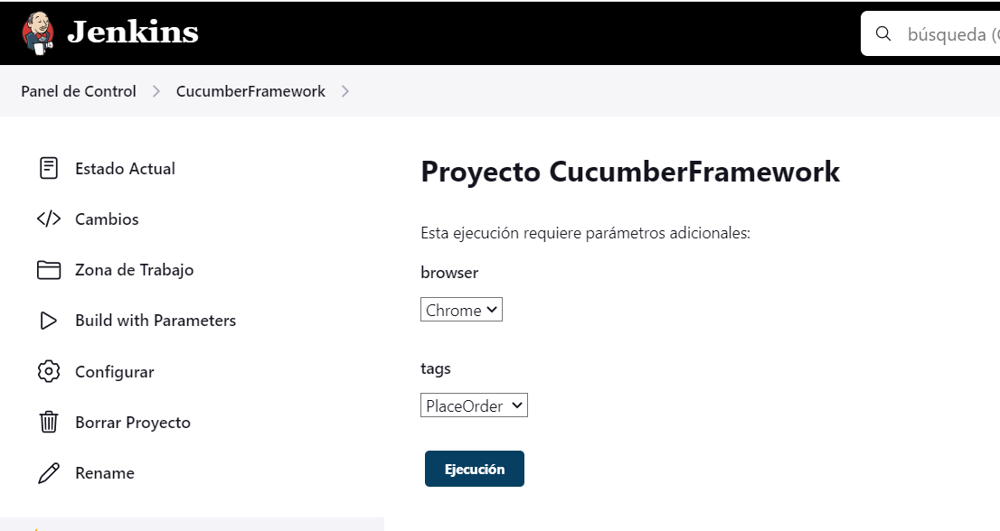 Jenkins
búsqueda (
Panel de Control
CucumberFramework
Estado Actual
Cambios
Zona de Trabajo
Build with Parameters
Configurar
Borrar Proyecto
Rename
Proyecto CucumberFramework
Esta ejecución requiere parámetros adicionales:
browser
Chrome
tags
PlaceOrder
Ejecución